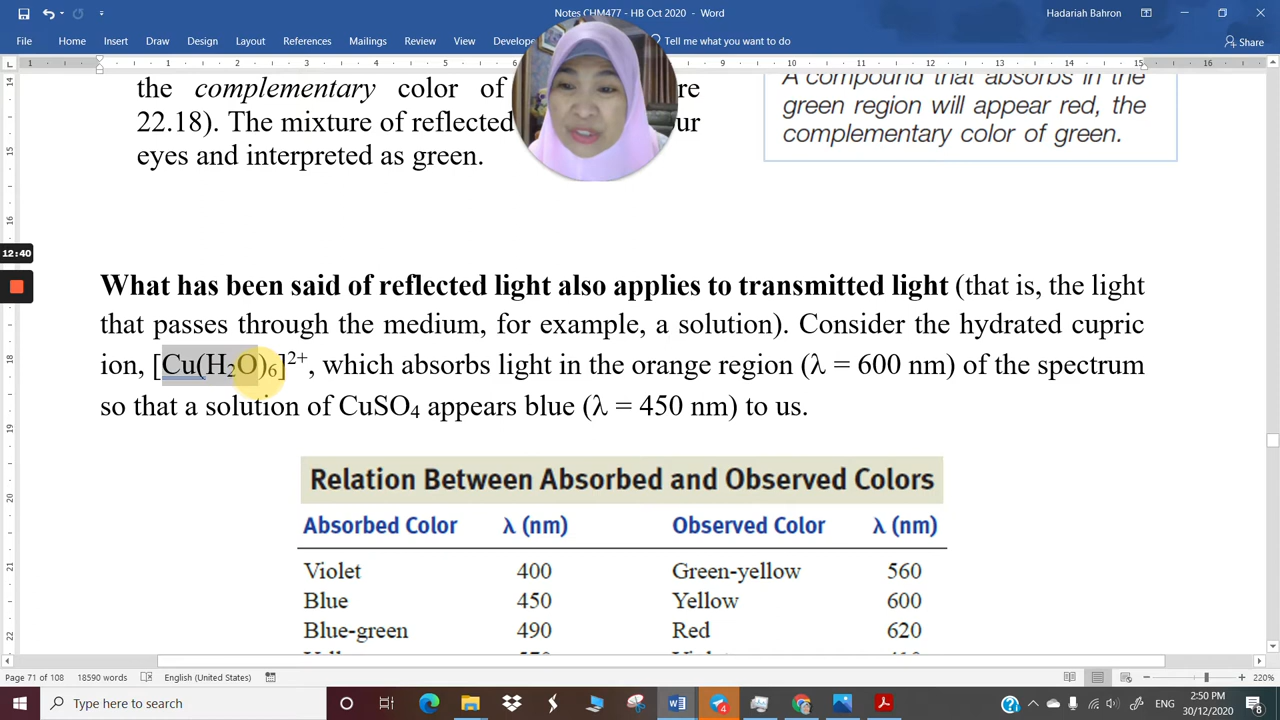 Notes CHM477 - HB Oct 2020 - Word
Hadariah Bahron
File Home Insert Draw Design Layout References Mailings Review View Tell me what you want to do
Share
the complementary color of
22.18). The mixture of reflected
eyes and interpreted as green.
A compound that absorbs in the
green region will appear red, the
complementary color of green.
12:40
What has been said of reflected light also applies to transmitted light (that is, the light
that passes through the medium, for example, a solution). Consider the hydrated cupric
ion, [Cu(H₂O)₆]²⁺, which absorbs light in the orange region (λ = 600 nm) of the spectrum
so that a solution of CuSO₄ appears blue (λ = 450 nm) to us.
Relation Between Absorbed and Observed Colors
Absorbed Color λ (nm) Observed Color λ (nm)
Violet 400 Green-yellow 560
Blue 450 Yellow 600
Blue-green 490 Red 620
Page 71 of 108 18590 words English (United States) 220%
Type here to search
4
2:50 PM
30/12/2020
8